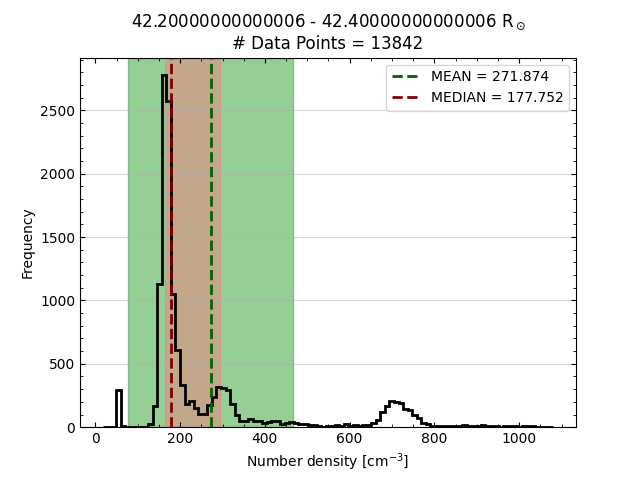 42.20000000000006 - 42.40000000000006 R⊙
# Data Points = 13842
MEAN = 271.874
MEDIAN = 177.752
Frequency
2500
2000
1500
1000
500
0
0 200 400 600 800 1000
Number density [cm⁻³]